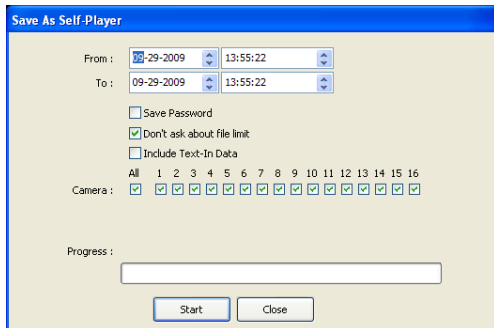 Save As Self-Player
From : 09-29-2009 13:55:22
To : 09-29-2009 13:55:22
Save Password
Don't ask about file limit
Include Text-In Data
All 1 2 3 4 5 6 7 8 9 10 11 12 13 14 15 16
Camera :
Progress :
Start Close